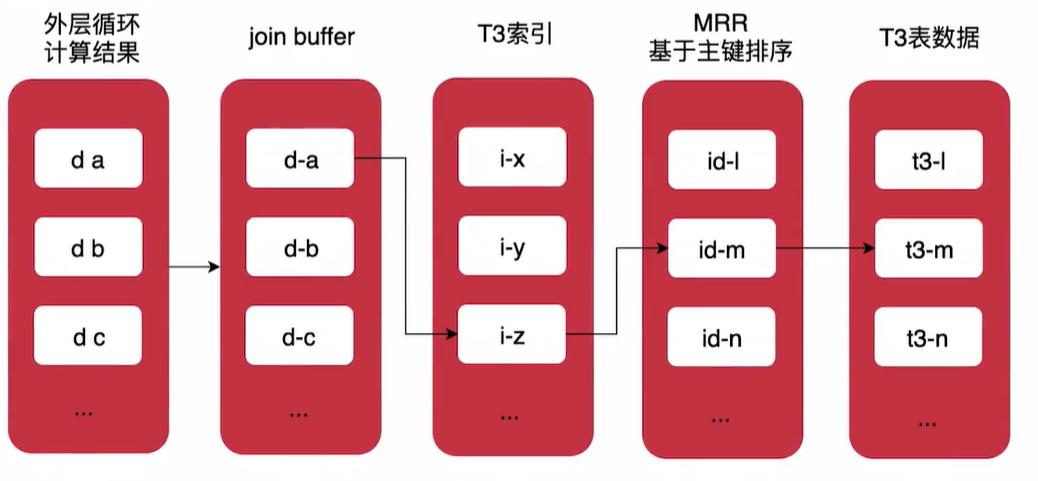 外层循环
计算结果
join buffer
T3索引
MRR
基于主键排序
T3表数据
d a
d b
d c
...
d-a
d-b
d-c
...
i-x
i-y
i-z
...
id-l
id-m
id-n
...
t3-l
t3-m
t3-n
...